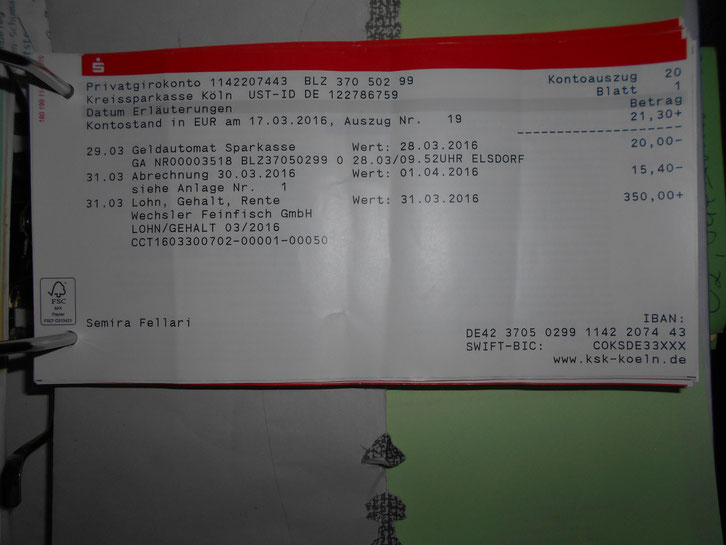 Privatgirokonto 1142207443 BLZ 370 502 99 Kontoauszug 20
Kreissparkasse Köln UST-ID DE 122786759 Blatt 1
Datum Erläuterungen Betrag
Kontostand in EUR am 17.03.2016, Auszug Nr. 19 21,30+
29.03 Geldautomat Sparkasse Wert: 28.03.2016 20,00-
GA NR00003518 BLZ37050299 0 28.03/09.52UHR ELSDORF
31.03 Abrechnung 30.03.2016 Wert: 01.04.2016 15,40-
siehe Anlage Nr. 1
31.03 Lohn, Gehalt, Rente Wert: 31.03.2016 350,00+
Wechsler Feinfisch GmbH
LOHN/GEHALT 03/2016
CCT1603300702-00001-00050
FSC
MIX
Papier
Semira Fellari
IBAN:
DE42 3705 0299 1142 2074 43
SWIFT-BIC: COKSDE33XXX
www.ksk-koeln.de